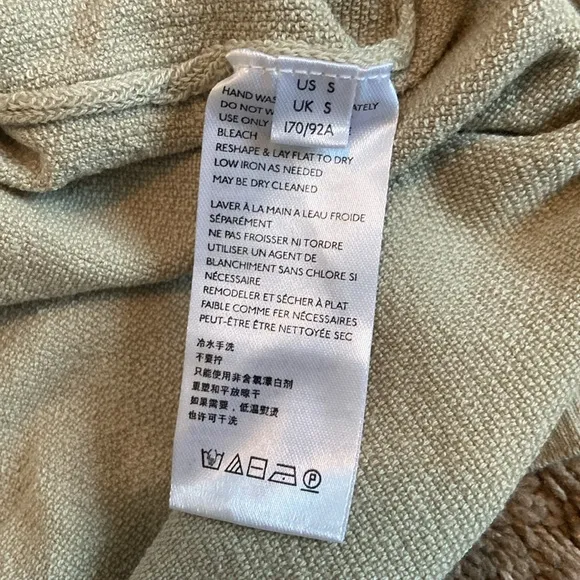 US S
UK S
170/92A
HAND WAS
ATELY
DO NOT W
USE ONLY
BLEACH
RESHAPE & LAY FLAT TO DRY
LOW IRON AS NEEDED
MAY BE DRY CLEANED
LAVER À LA MAIN A LEAU FROIDE
SÉPARÉMENT
NE PAS FROISSER NI TORDRE
UTILISER UN AGENT DE
BLANCHIMENT SANS CHLORE SI
NÉCESSAIRE
REMODELER ET SÉCHER À PLAT
FAIBLE COMME FER NÉCESSAIRES
PEUT-ÊTRE ÊTRE NETTOYÉE SEC
冷水手洗
不要拧
只能使用非含氯漂白剂
重塑和平放晾干
如果需要，低温熨烫
也许可干洗
P